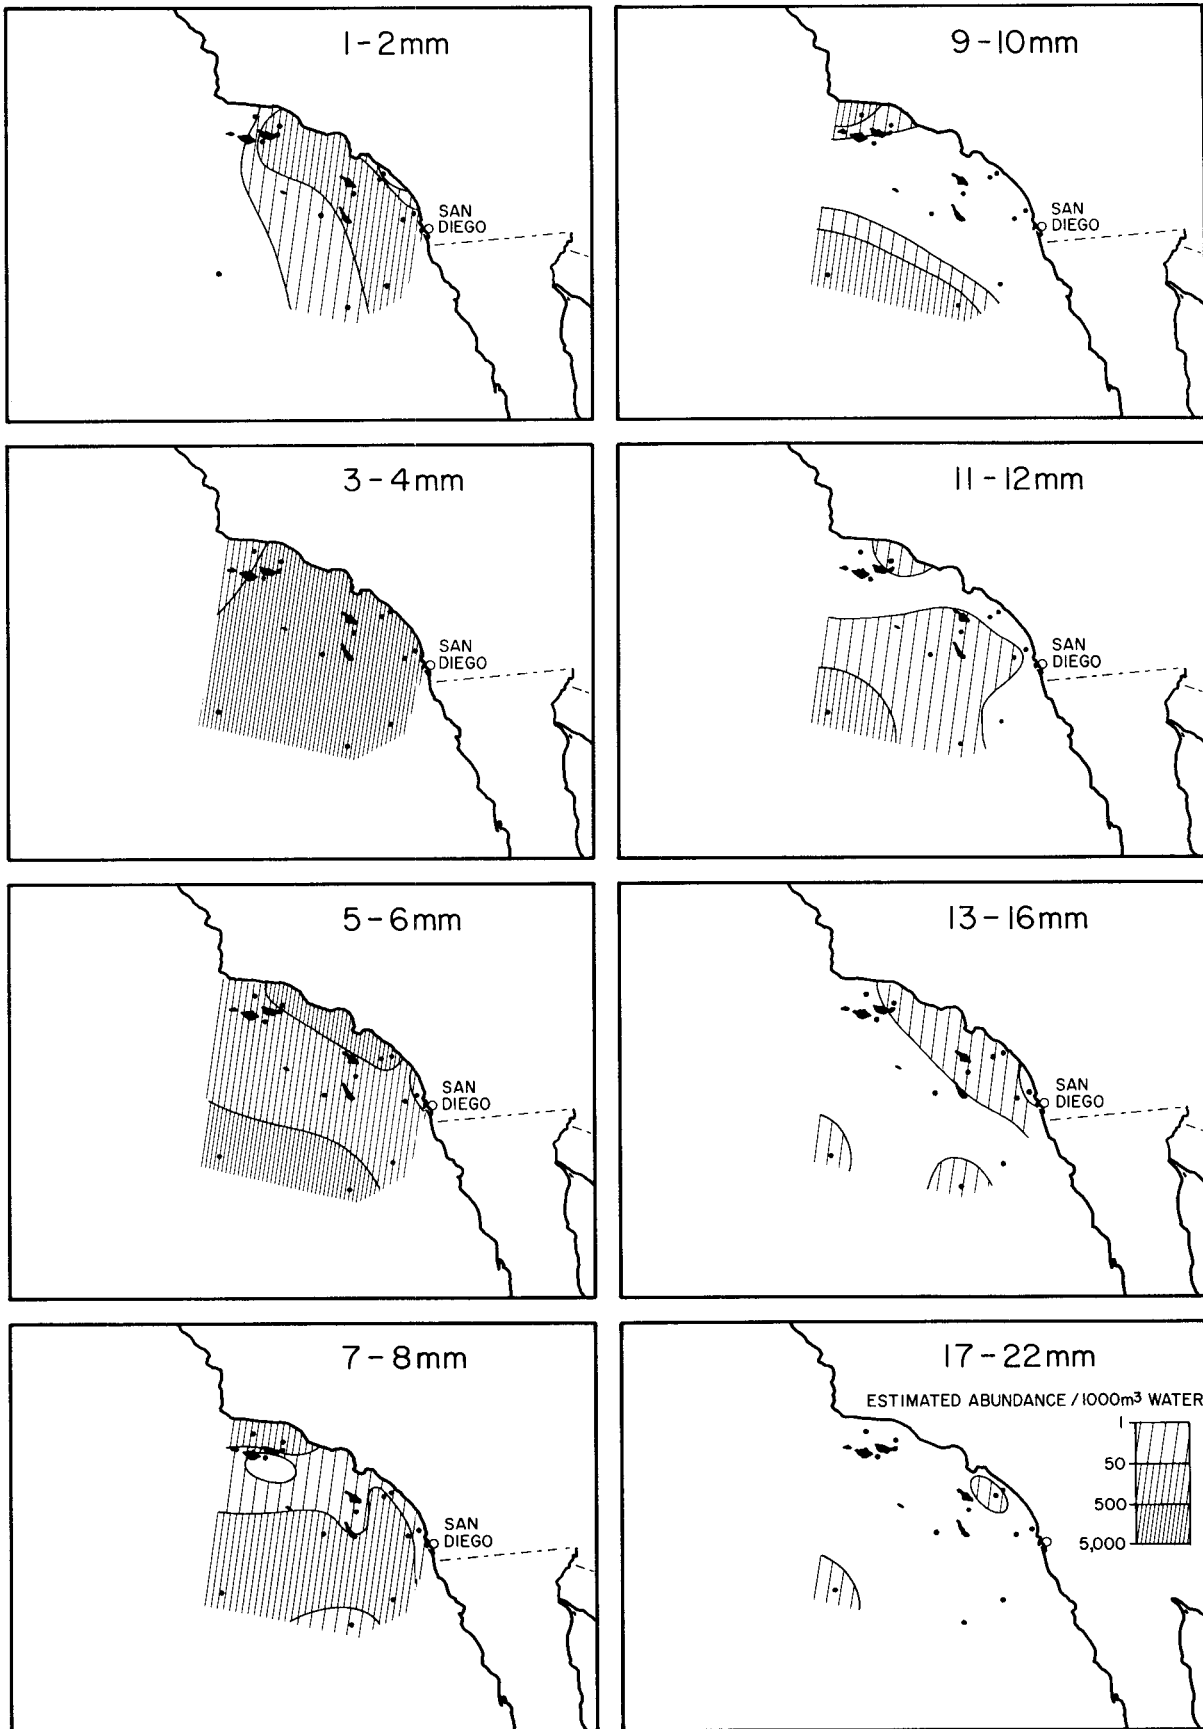 1-2mm
SAN
DIEGO
9-10mm
SAN
DIEGO
3-4mm
SAN
DIEGO
11-12mm
SAN
DIEGO
5-6mm
SAN
DIEGO
13-16mm
SAN
DIEGO
7-8mm
SAN
DIEGO
17-22mm
ESTIMATED ABUNDANCE/1000m³ WATER
1
50
500
5,000